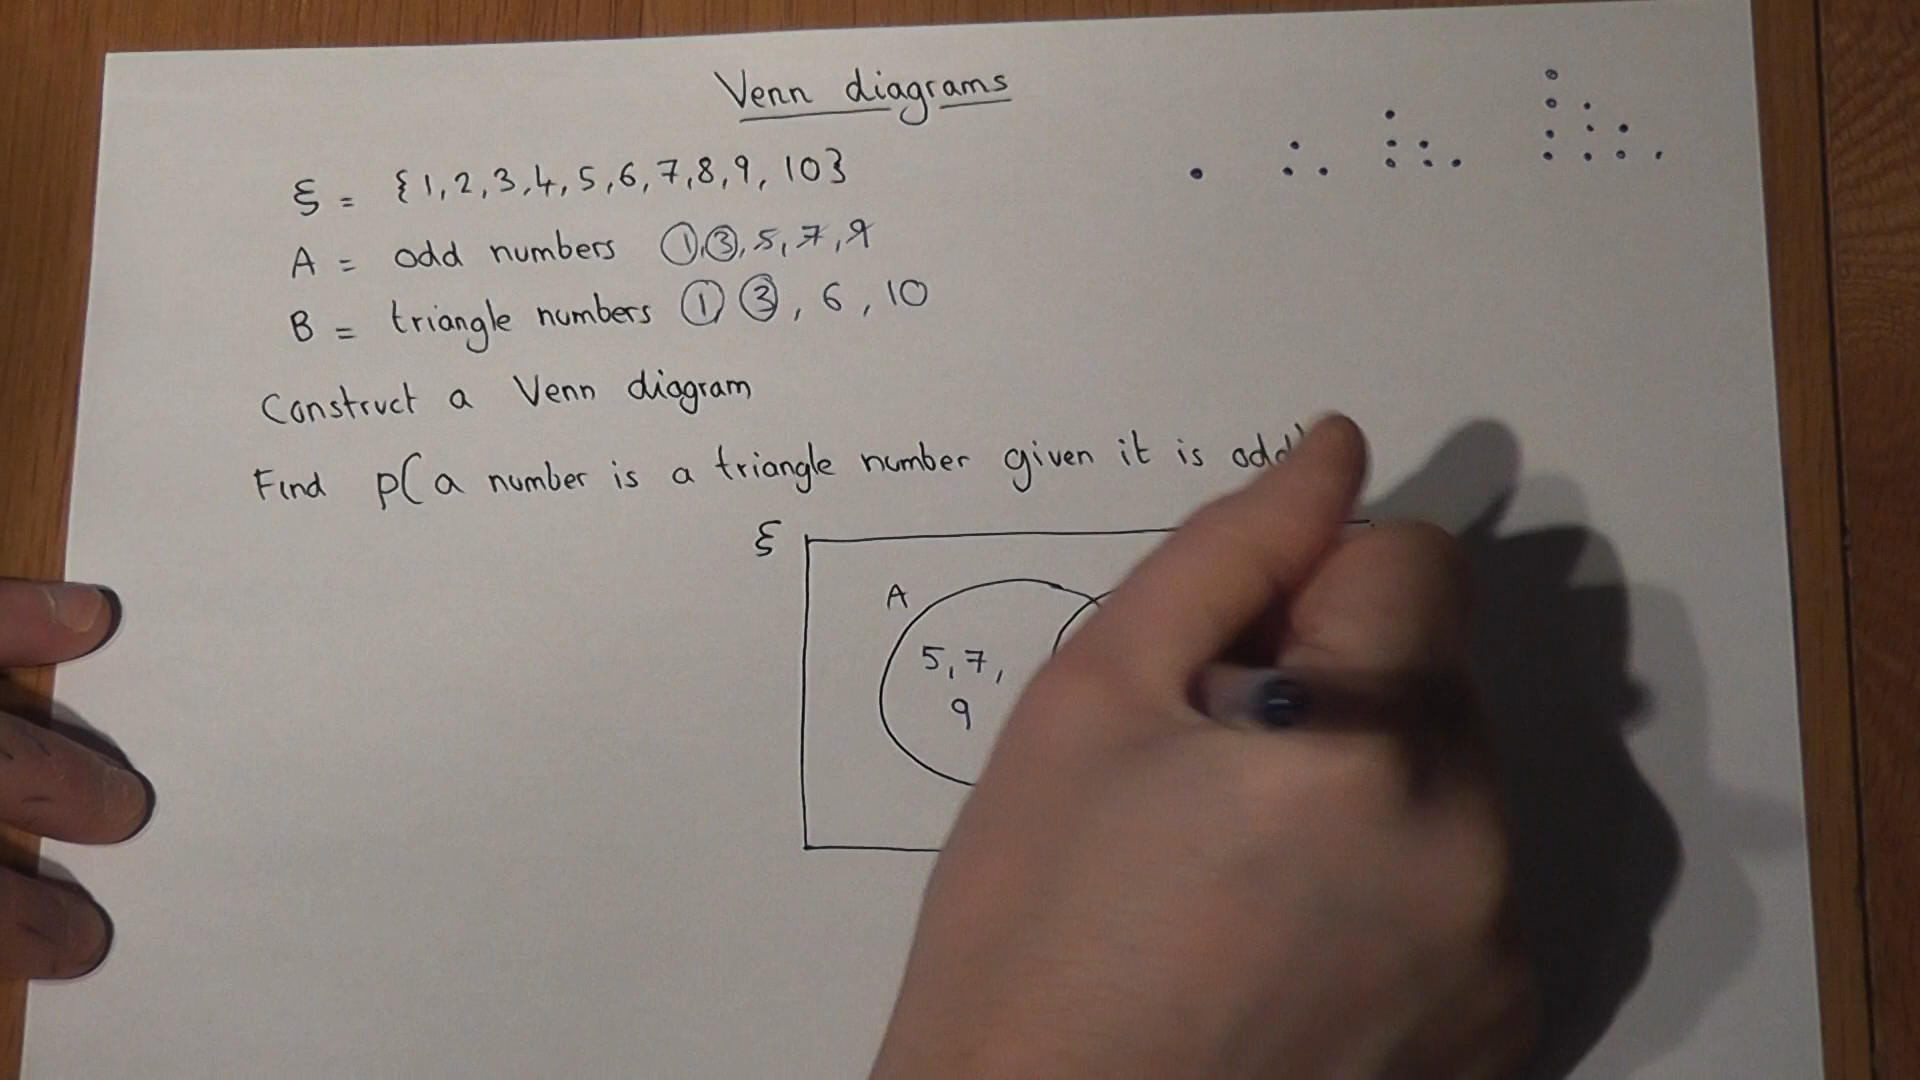 Venn diagrams
ξ = {1,2,3,4,5,6,7,8,9,10}
A = odd numbers 1,3,5,7,9
B = triangle numbers 1 3, 6, 10
Construct a Venn diagram
Find p(a number is a triangle number given it is odd)
ξ
A
5,7,
9